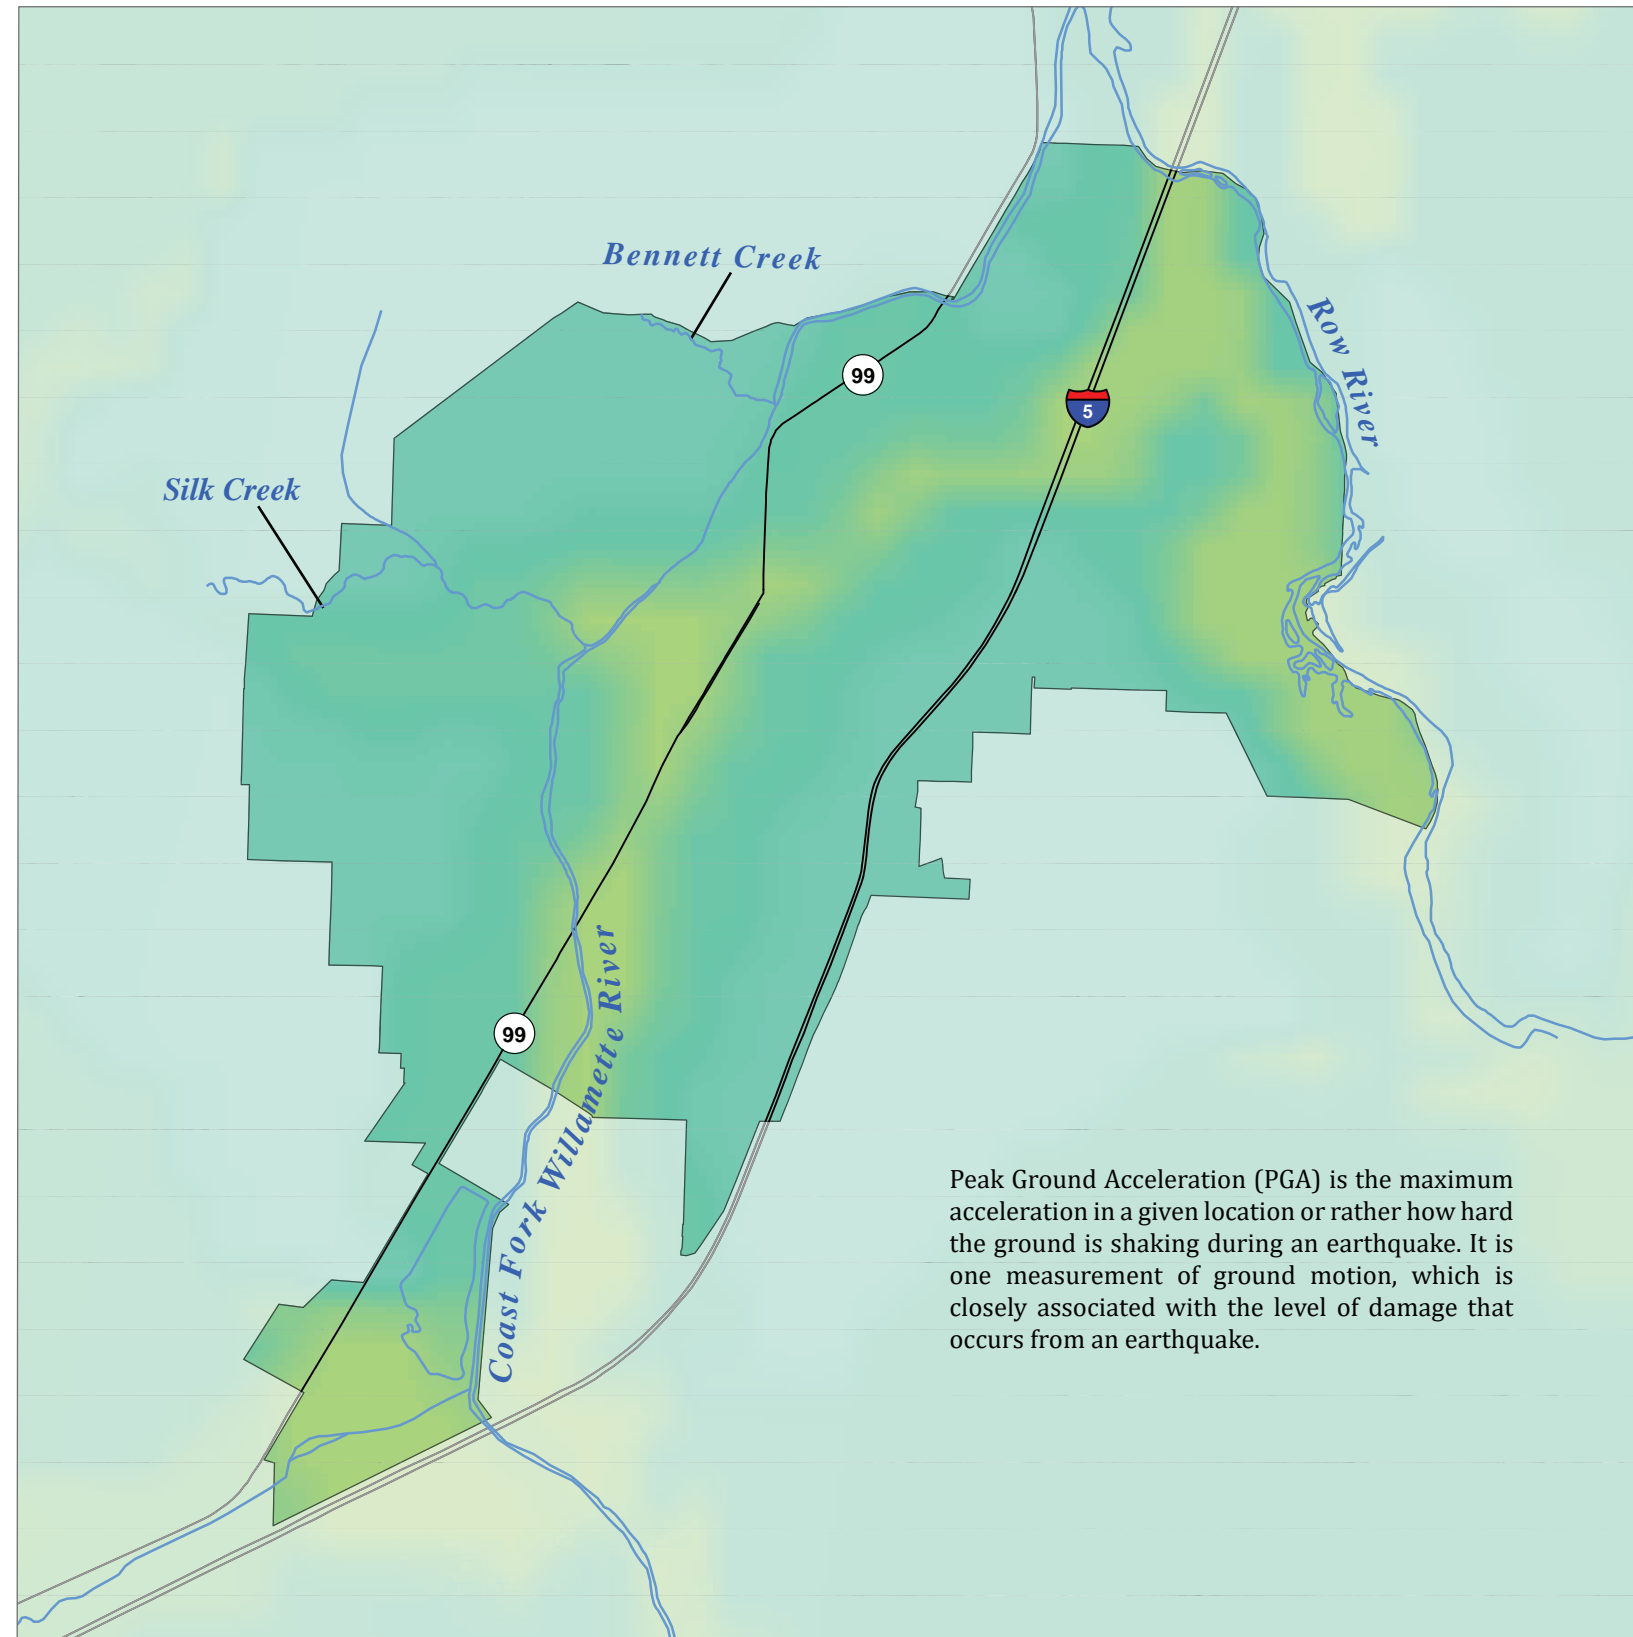 Bennett Creek
99
Row River
5
Silk Creek
99
Coast Fork Willamette River
Peak Ground Acceleration (PGA) is the maximum
acceleration in a given location or rather how hard
the ground is shaking during an earthquake. It is
one measurement of ground motion, which is
closely associated with the level of damage that
occurs from an earthquake.